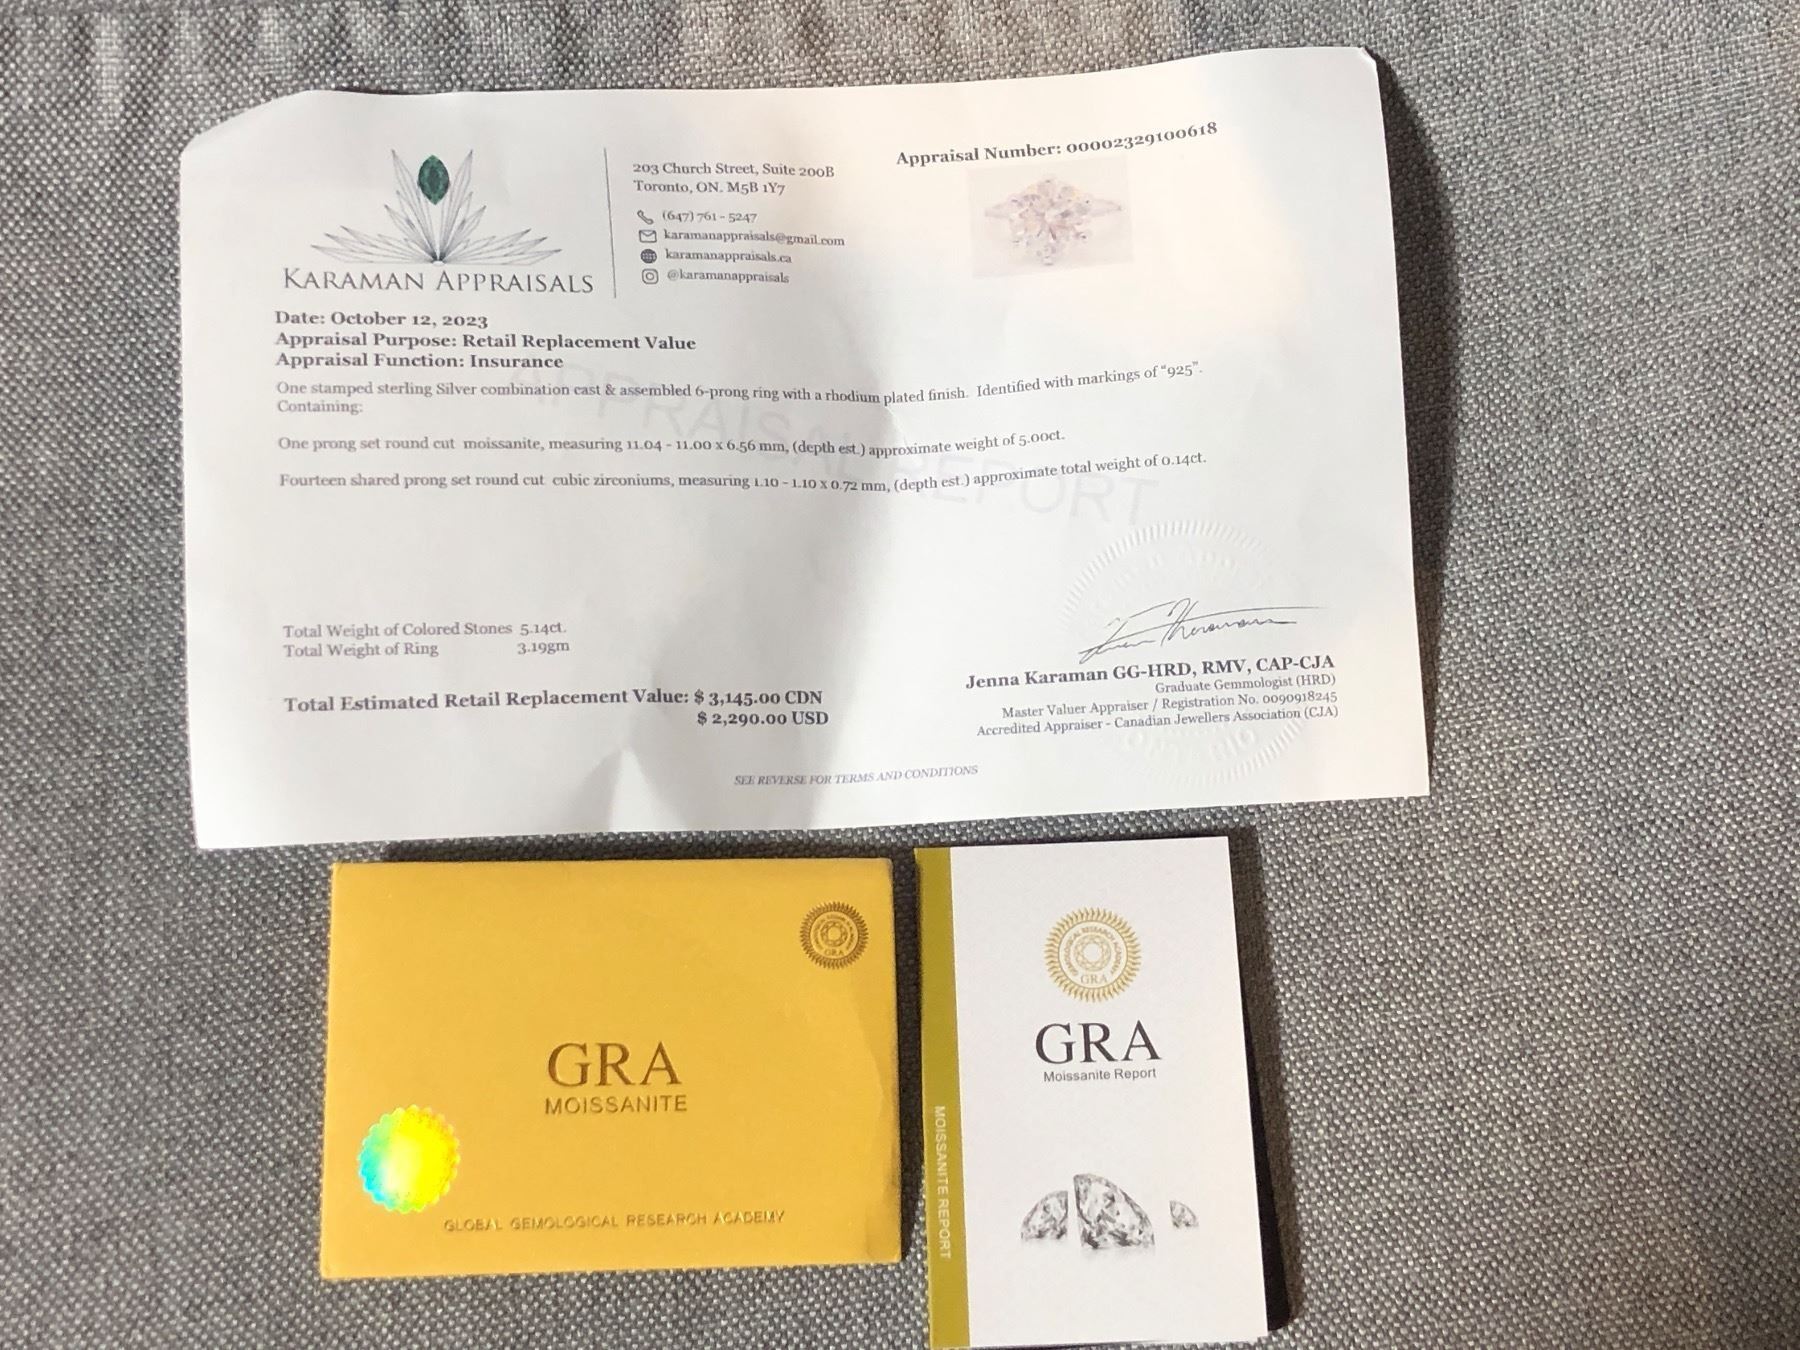 KARAMAN APPRAISALS
203 Church Street, Suite 200B
Toronto, ON. M5B 1Y7
(647) 761 - 5247
karamanappraisals@gmail.com
karamanappraisals.ca
@karamanappraisals
Appraisal Number: 00002329100618
Date: October 12, 2023
Appraisal Purpose: Retail Replacement Value
Appraisal Function: Insurance
One stamped sterling Silver combination cast & assembled 6-prong ring with a rhodium plated finish. Identified with markings of "925".
Containing:
One prong set round cut moissanite, measuring 11.04 - 11.00 x 6.56 mm, (depth est.) approximate weight of 5.00ct.
Fourteen shared prong set round cut cubic zirconiums, measuring 1.10 - 1.10 x 0.72 mm, (depth est.) approximate total weight of 0.14ct.
APPRAISAL REPORT
Total Weight of Colored Stones 5.14ct.
Total Weight of Ring 3.19gm
Total Estimated Retail Replacement Value: $ 3,145.00 CDN
$ 2,290.00 USD
Jenna Karaman GG-HRD, RMV, CAP-CJA
Graduate Gemmologist (HRD)
Master Valuer Appraiser / Registration No. 0090918245
Accredited Appraiser - Canadian Jewellers Association (CJA)
SEE REVERSE FOR TERMS AND CONDITIONS
GRA
GRA
MOISSANITE
GLOBAL GEMOLOGICAL RESEARCH ACADEMY
GRA
GRA
Moissanite Report
MOISSANITE REPORT